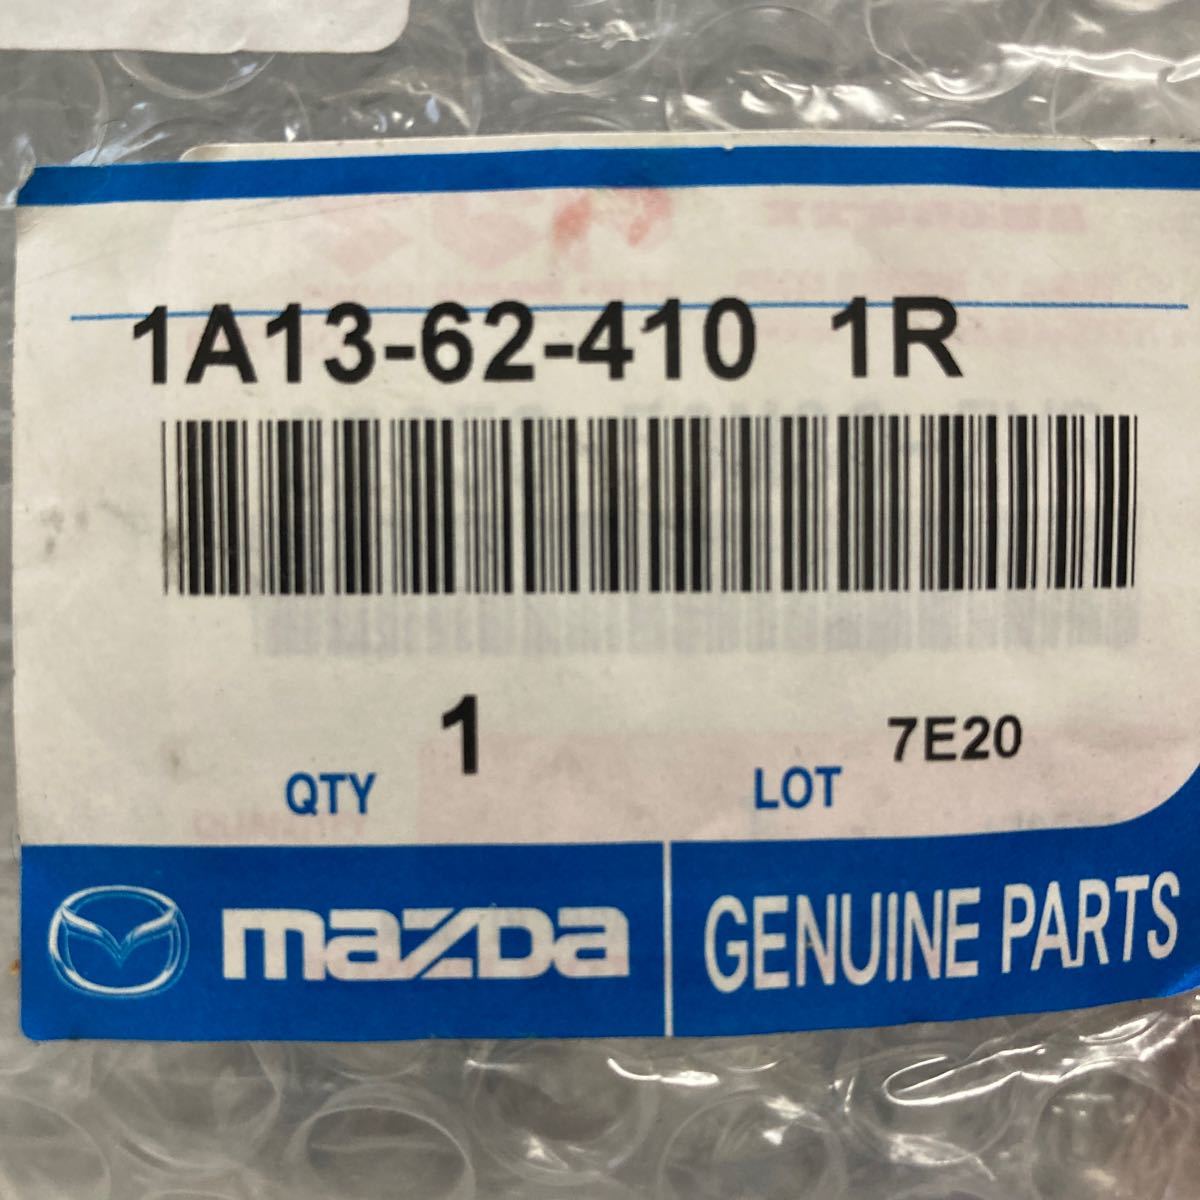 1A13-62-410 1R
QTY 1 LOT 7E20
mazda GENUINE PARTS